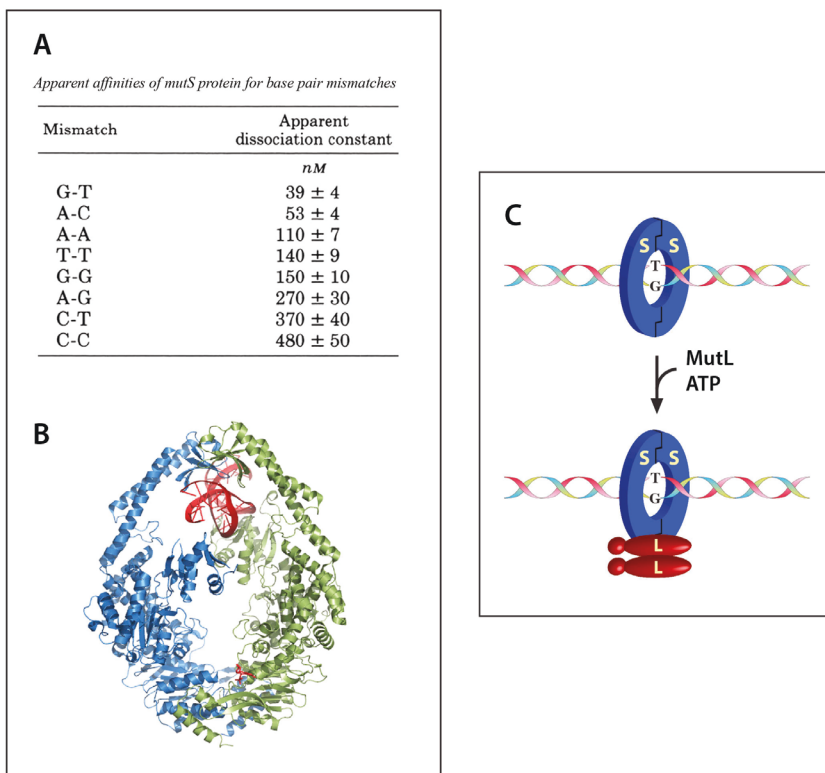 A
Apparent affinities of mutS protein for base pair mismatches
Mismatch Apparent
dissociation constant
nM
G-T 39 ± 4
A-C 53 ± 4
A-A 110 ± 7
T-T 140 ± 9
G-G 150 ± 10
A-G 270 ± 30
C-T 370 ± 40
C-C 480 ± 50
B
C
S S
T
G
MutL
ATP
S S
T
G
L
L